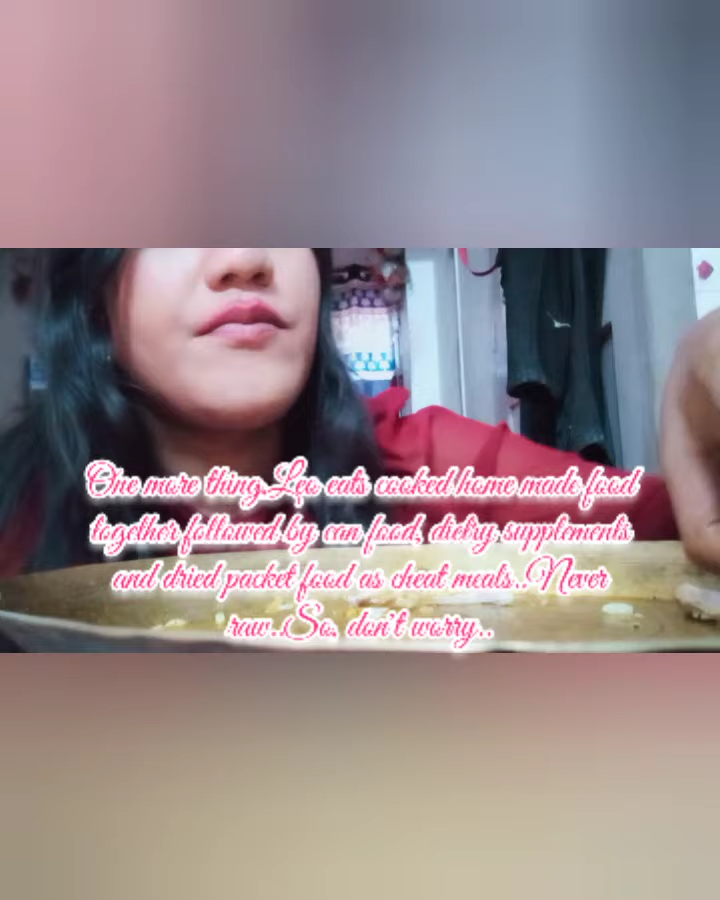 One more thing.Leo eats cooked home made food
together followed by can food, dietry supplements
and dried packet food as cheat meals..Never
raw..So, don't worry..